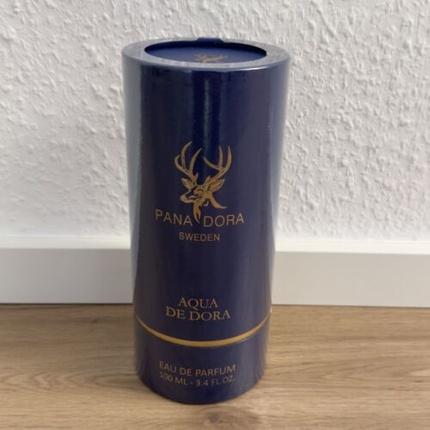 PANA DORA
SWEDEN
AQUA
DE DORA
EAU DE PARFUM
100 ML - 3.4 FL.OZ.